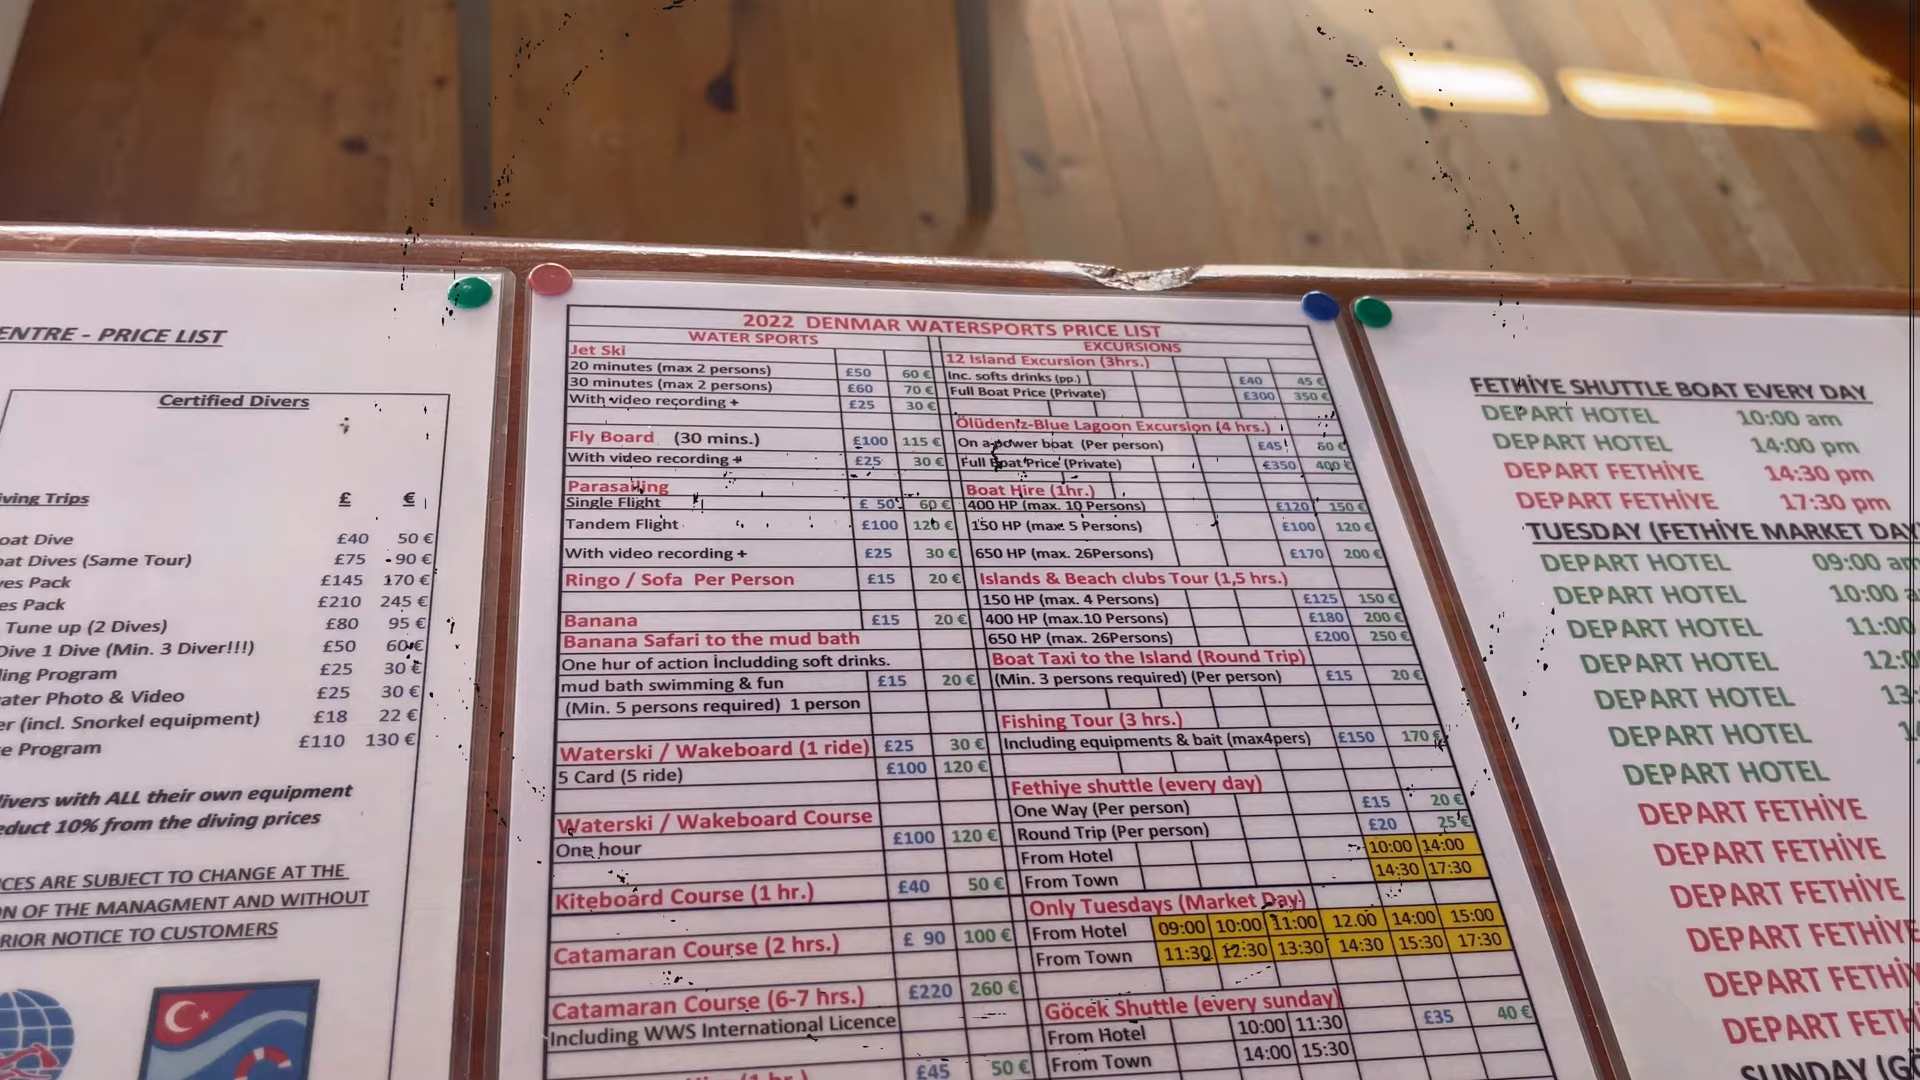 ENTRE - PRICE LIST
Certified Divers
iving Trips £ €
oat Dive £40 50 €
oat Dives (Same Tour) £75 90 €
ves Pack £145 170 €
es Pack £210 245 €
Tune up (2 Dives) £80 95 €
Dive 1 Dive (Min. 3 Diver!!!) £50 60 €
ling Program £25 30 €
ater Photo & Video £25 30 €
er (incl. Snorkel equipment) £18 22 €
e Program £110 130 €
livers with ALL their own equipment
educt 10% from the diving prices
ICES ARE SUBJECT TO CHANGE AT THE
ON OF THE MANAGMENT AND WITHOUT
RIOR NOTICE TO CUSTOMERS
2022 DENMAR WATERSPORTS PRICE LIST
WATER SPORTS
Jet Ski
20 minutes (max 2 persons) £50 60 €
30 minutes (max 2 persons) £60 70 €
With video recording + £25 30 €
Fly Board (30 mins.) £100 115 €
With video recording + £25 30 €
Parasailing
Single Flight £ 50 60 €
Tandem Flight £100 120 €
With video recording + £25 30 €
Ringo / Sofa Per Person £15 20 €
Banana £15 20 €
Banana Safari to the mud bath
One hur of action includding soft drinks.
mud bath swimming & fun £15 20 €
(Min. 5 persons required) 1 person
Waterski / Wakeboard (1 ride) £25 30 €
5 Card (5 ride) £100 120 €
Waterski / Wakeboard Course
One hour £100 120 €
Kiteboard Course (1 hr.) £40 50 €
Catamaran Course (2 hrs.) £ 90 100 €
Catamaran Course (6-7 hrs.) £220 260 €
Including WWS International Licence
£45 50 €
EXCURSIONS
12 Island Excursion (3hrs.)
Inc. softs drinks (pp.) £40 45 €
Full Boat Price (Private) £300 350 €
Ölüdeniz-Blue Lagoon Excursion (4 hrs.)
On a power boat (Per person) £45 60 €
Full Boat Price (Private) £350 400 €
Boat Hire (1hr.)
400 HP (max. 10 Persons) £120 150 €
150 HP (max. 5 Persons) £100 120 €
650 HP (max. 26Persons) £170 200 €
Islands & Beach clubs Tour (1,5 hrs.)
150 HP (max. 4 Persons) £125 150 €
400 HP (max.10 Persons) £180 200 €
650 HP (max. 26Persons) £200 250 €
Boat Taxi to the Island (Round Trip)
(Min. 3 persons required) (Per person) £15 20 €
Fishing Tour (3 hrs.)
Including equipments & bait (max4pers) £150 170 €
Fethiye shuttle (every day)
One Way (Per person) £15 20 €
Round Trip (Per person) £20 25 €
From Hotel 10:00 14:00
From Town 14:30 17:30
Only Tuesdays (Market Day)
From Hotel 09:00 10:00 11:00 12.00 14:00 15:00
From Town 11:30 12:30 13:30 14:30 15:30 17:30
Göcek Shuttle (every sunday)
From Hotel 10:00 11:30 £35 40 €
From Town 14:00 15:30
FETHİYE SHUTTLE BOAT EVERY DAY
DEPART HOTEL 10:00 am
DEPART HOTEL 14:00 pm
DEPART FETHİYE 14:30 pm
DEPART FETHİYE 17:30 pm
TUESDAY (FETHİYE MARKET DAY
DEPART HOTEL 09:00 am
DEPART HOTEL 10:00 a
DEPART HOTEL 11:00
DEPART HOTEL 12:0
DEPART HOTEL 13:
DEPART HOTEL 1
DEPART HOTEL
DEPART FETHİYE
DEPART FETHİYE
DEPART FETHİYE
DEPART FETHİYE
DEPART FETHİY
DEPART FETH
SUNDAY (GÖ